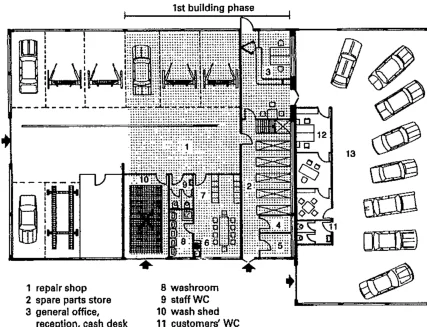 1st building phase
3
1
12
13
10
9
7
2
11
4
8
6
5
1 repair shop
2 spare parts store
3 general office,
reception, cash desk
8 washroom
9 staff WC
10 wash shed
11 customers' WC